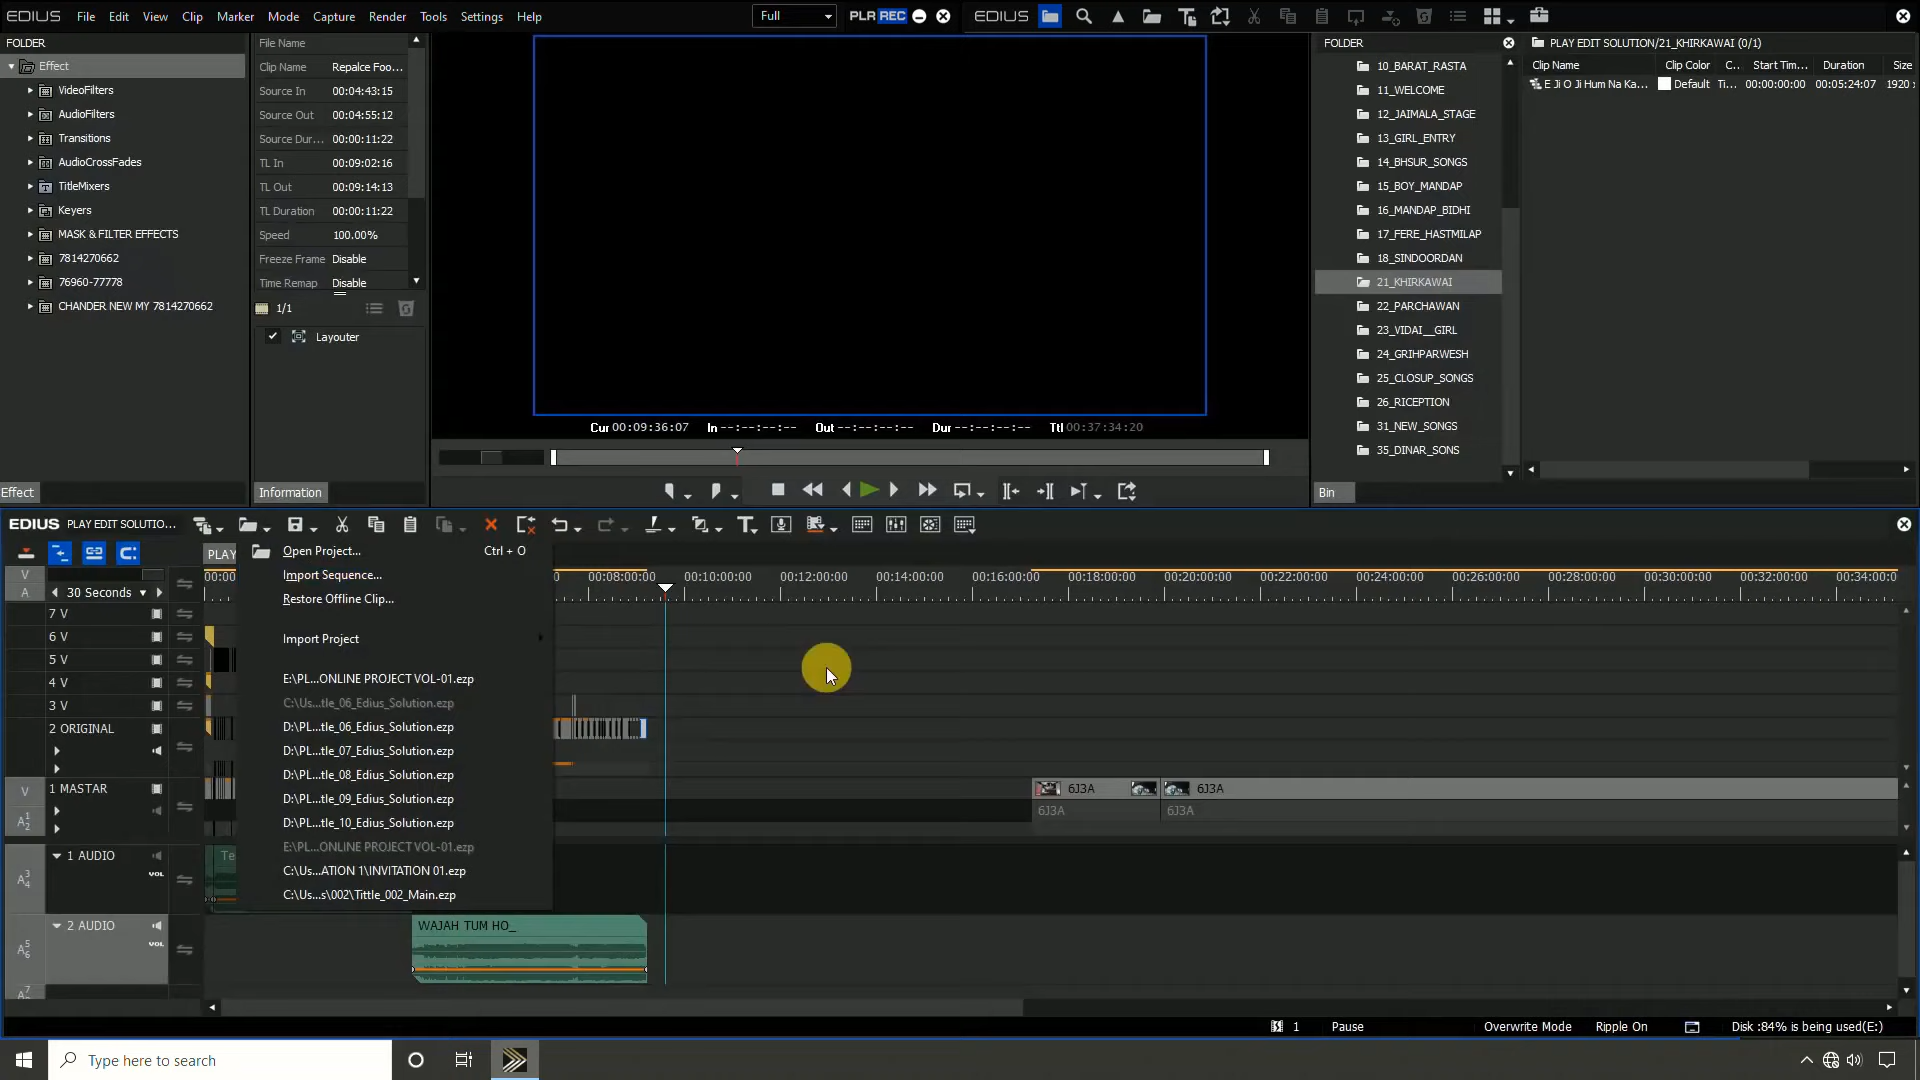 EDIUS File Edit View Clip Marker Mode Capture Render Tools Settings Help
Full PLR REC EDIUS
FOLDER
Effect
VideoFilters
AudioFilters
Transitions
AudioCrossFades
TitleMixers
Keyers
MASK & FILTER EFFECTS
7814270662
76960-77778
CHANDER NEW MY 7814270662
Effect
File Name
Clip Name Repalce Foo...
Source In 00:04:43:15
Source Out 00:04:55:12
Source Dur... 00:00:11:22
TL In 00:09:02:16
TL Out 00:09:14:13
TL Duration 00:00:11:22
Speed 100.00%
Freeze Frame Disable
Time Remap Disable
1/1
Layouter
Information
Cur 00:09:36:07 In --:--:--:-- Out --:--:--:-- Dur --:--:--:-- Ttl 00:37:34:20
FOLDER
10_BARAT_RASTA
11_WELCOME
12_JAIMALA_STAGE
13_GIRL_ENTRY
14_BHSUR_SONGS
15_BOY_MANDAP
16_MANDAP_BIDHI
17_FERE_HASTMILAP
18_SINDOORDAN
21_KHIRKAWAI
22_PARCHAWAN
23_VIDAI__GIRL
24_GRIHPARWESH
25_CLOSUP_SONGS
26_RICEPTION
31_NEW_SONGS
35_DINAR_SONS
Bin
PLAY EDIT SOLUTION/21_KHIRKAWAI (0/1)
Clip Name Clip Color C.. Start Tim... Duration Size
E Ji O Ji Hum Na Ka... Default Ti... 00:00:00:00 00:05:24:07 1920
EDIUS PLAY EDIT SOLUTIO...
PLAY
Open Project... Ctrl + O
Import Sequence...
Restore Offline Clip...
Import Project
E:\PL...ONLINE PROJECT VOL-01.ezp
C:\Us...tle_06_Edius_Solution.ezp
D:\PL...tle_06_Edius_Solution.ezp
D:\PL...tle_07_Edius_Solution.ezp
D:\PL...tle_08_Edius_Solution.ezp
D:\PL...tle_09_Edius_Solution.ezp
D:\PL...tle_10_Edius_Solution.ezp
E:\PL...ONLINE PROJECT VOL-01.ezp
C:\Us...ATION 1\INVITATION 01.ezp
C:\Us...s\002\Tittle_002_Main.ezp
00:08:00:00 00:10:00:00 00:12:00:00 00:14:00:00 00:16:00:00 00:18:00:00 00:20:00:00 00:22:00:00 00:24:00:00 00:26:00:00 00:28:00:00 00:30:00:00 00:32:00:00 00:34:00:0
V
A 30 Seconds
7 V
6 V
5 V
4 V
3 V
2 ORIGINAL
V 1 MASTAR
A 1 2
6J3A 6J3A
6J3A 6J3A
1 AUDIO
A 3 4 VOL
Te
2 AUDIO
A 5 6 VOL
A 7
WAJAH TUM HO_
1 Pause Overwrite Mode Ripple On Disk :84% is being used(E:)
Type here to search